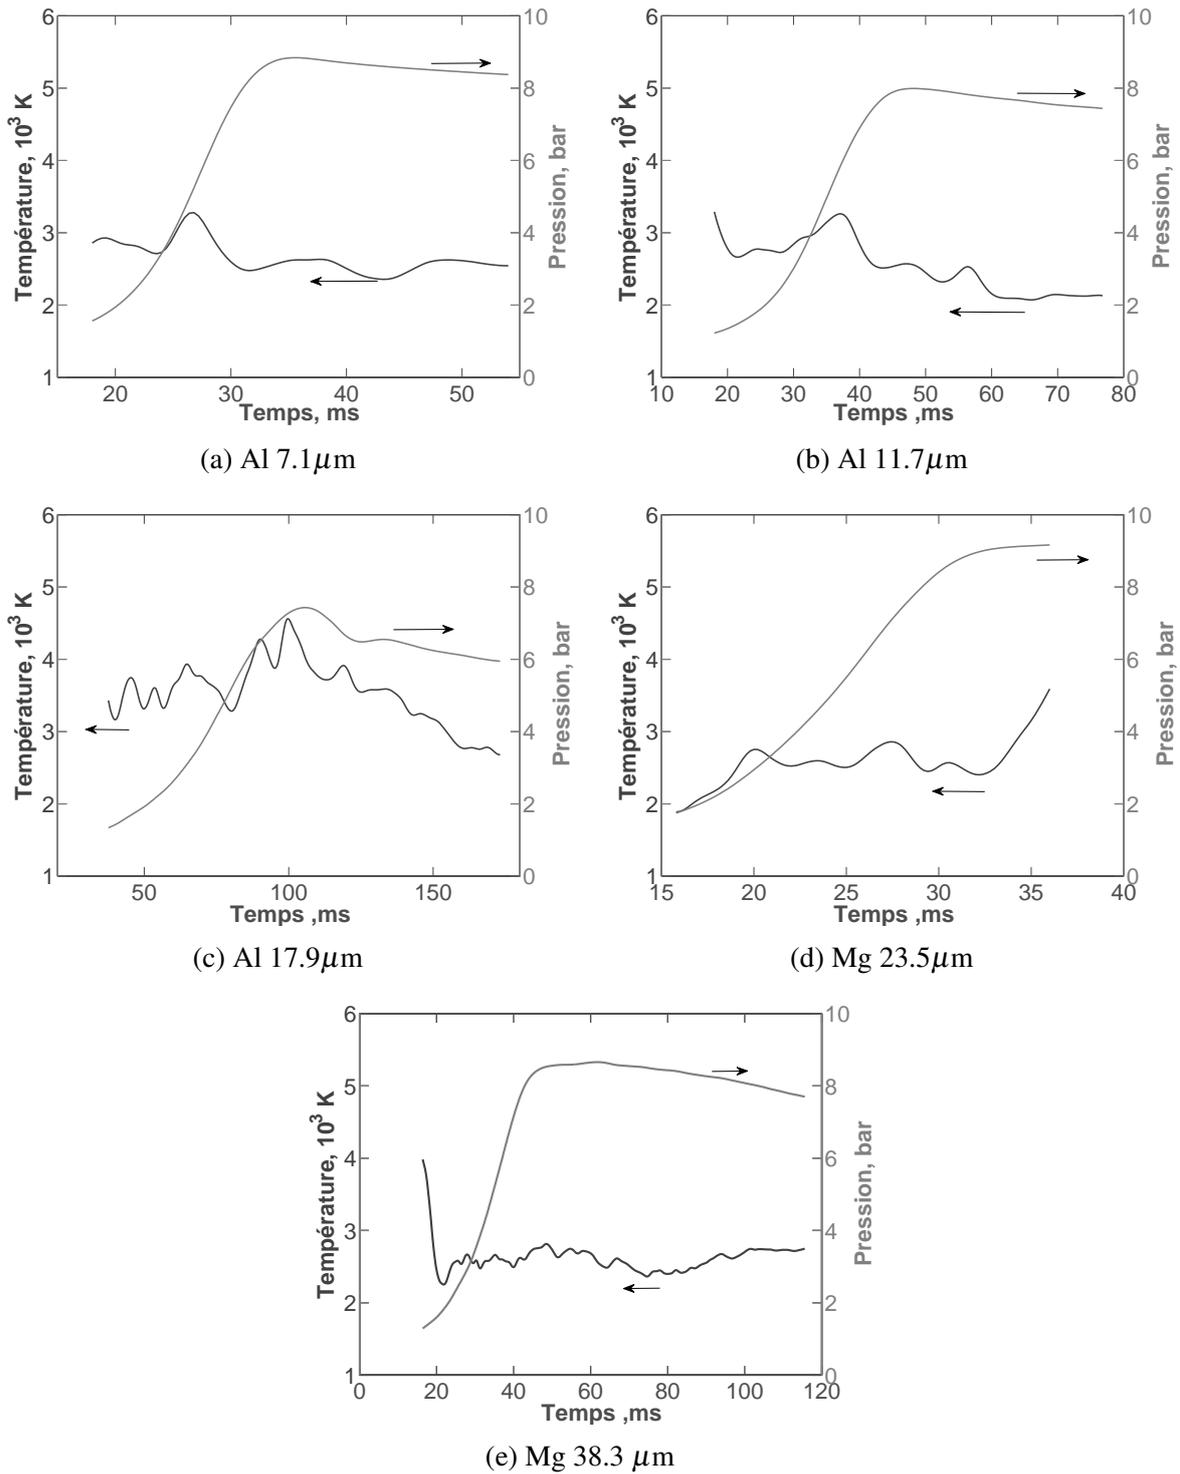 6
5
4
3
2
1
Température, 10³ K
10
8
6
4
2
0
Pression, bar
20 30 40 50
Temps, ms
(a) Al 7.1μm
6
5
4
3
2
1
Température, 10³ K
10
8
6
4
2
0
Pression, bar
10 20 30 40 50 60 70 80
Temps ,ms
(b) Al 11.7μm
6
5
4
3
2
1
Température, 10³ K
10
8
6
4
2
0
Pression, bar
50 100 150
Temps ,ms
(c) Al 17.9μm
6
5
4
3
2
1
Température, 10³ K
10
8
6
4
2
0
Pression, bar
15 20 25 30 35 40
Temps ,ms
(d) Mg 23.5μm
6
5
4
3
2
1
Température, 10³ K
10
8
6
4
2
0
Pression, bar
0 20 40 60 80 100 120
Temps ,ms
(e) Mg 38.3 μm